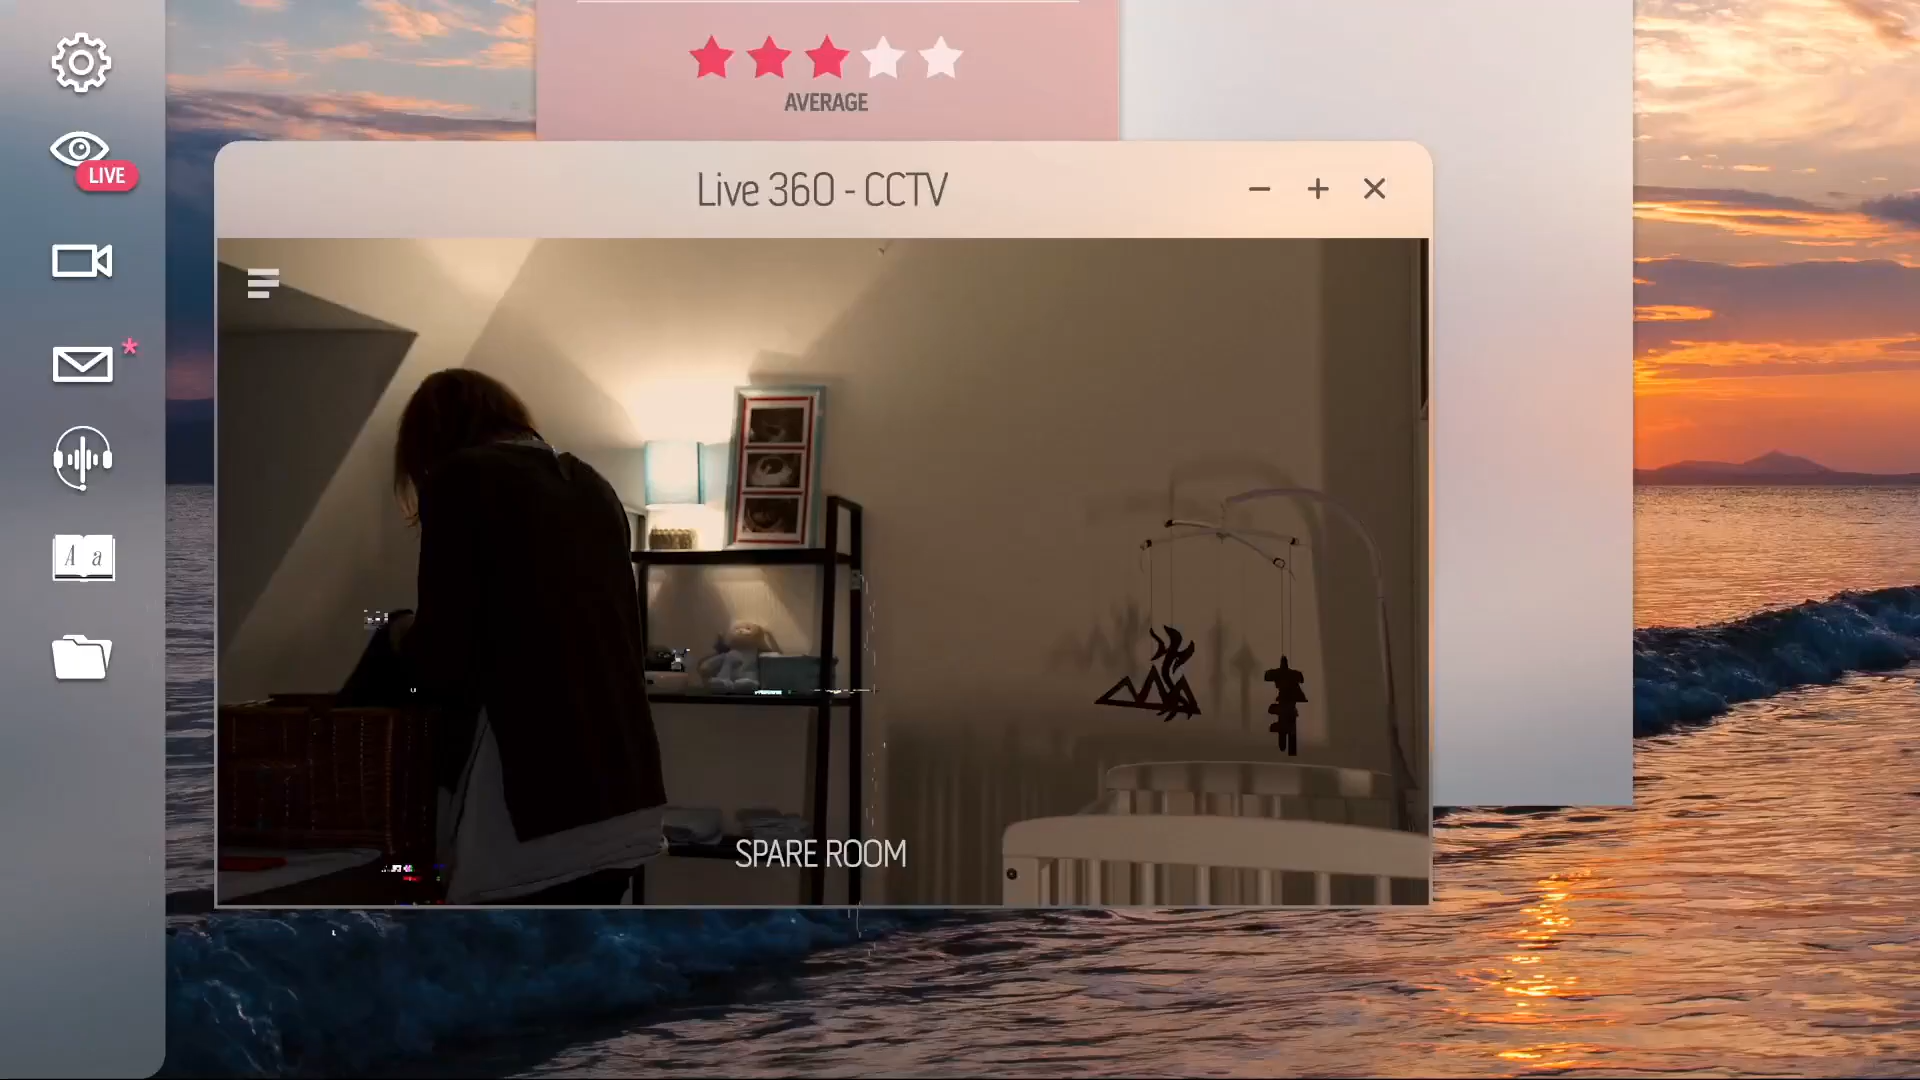 AVERAGE
LIVE
Live 360 - CCTV
A a
SPARE ROOM